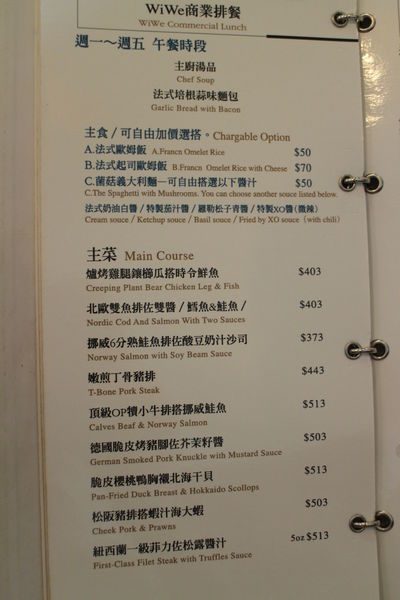 WiWe商業排餐
WiWe Commercial Lunch
週一～週五 午餐時段
主廚湯品
Chef Soup
法式培根蒜味麵包
Garlic Bread with Bacon
主食/可自由加價選搭。Chargable Option
A.法式歐姆飯 A.Francn Omelet Rice $50
B.法式起司歐姆飯 B.Francn Omelet Rice with Cheese $70
C.菌菇義大利麵—可自由搭選以下醬汁 $50
C.The Spaghetti with Mushrooms. You can choose another souce listed below.
法式奶油白醬/特製茄汁醬/羅勒松子青醬/特製XO醬(微辣)
Cream souce / Ketchup souce / Basil souce / Fried by XO souce (with chili)
主菜 Main Course
爐烤雞腿鑲櫛瓜搭時令鮮魚 $403
Creeping Plant Bear Chicken Leg & Fish
北歐雙魚排佐雙醬/鱈魚&鮭魚/ $403
Nordic Cod And Salmon With Two Sauces
挪威6分熟鮭魚排佐酸豆奶汁沙司 $373
Norway Salmon with Soy Beam Sauce
嫩煎丁骨豬排 $443
T-Bone Pork Steak
頂級OP犢小牛排搭挪威鮭魚 $513
Calves Beaf & Norway Salmon
德國脆皮烤豬腳佐芥茉籽醬 $503
German Smoked Pork Knuckle with Mustard Sauce
脆皮櫻桃鴨胸襯北海干貝 $513
Pan-Fried Duck Breast & Hokkaido Scollops
松阪豬排搭蝦汁海大蝦 $503
Cheek Pork & Prawns
紐西蘭一級菲力佐松露醬汁 5oz $513
First-Class Filet Steak with Truffles Sauce